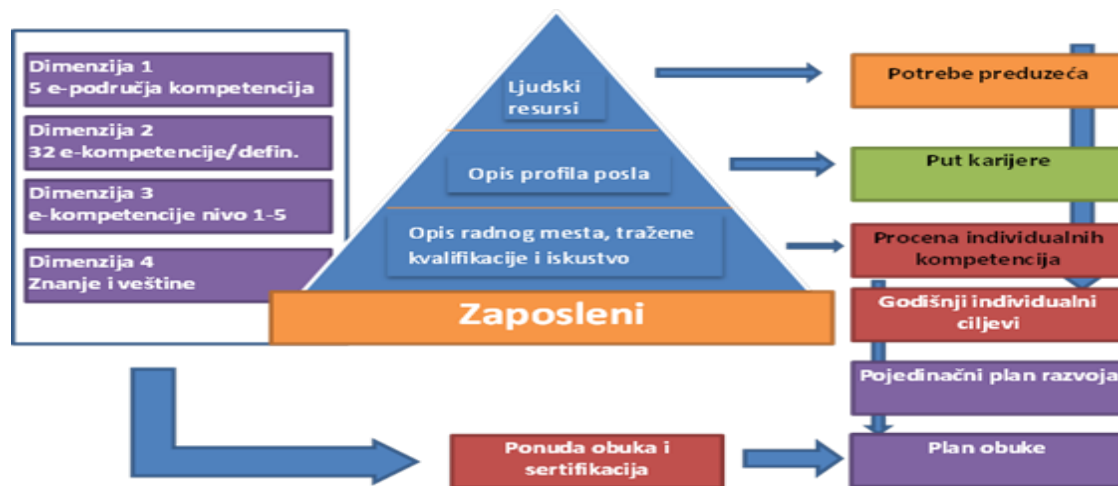 Dimenzija 1
5 e-područja kompetencija
Dimenzija 2
32 e-kompetencije/defin.
Dimenzija 3
e-kompetencije nivo 1-5
Dimenzija 4
Znanje i veštine
Ljudski
resursi
Opis profila posla
Opis radnog mesta, tražene
kvalifikacije i iskustvo
Zaposleni
Potrebe preduzeća
Put karijere
Procena individualnih
kompetencija
Godišnji individualni
ciljevi
Pojedinačni plan razvoja
Ponuda obuka i
sertifikacija
Plan obuke